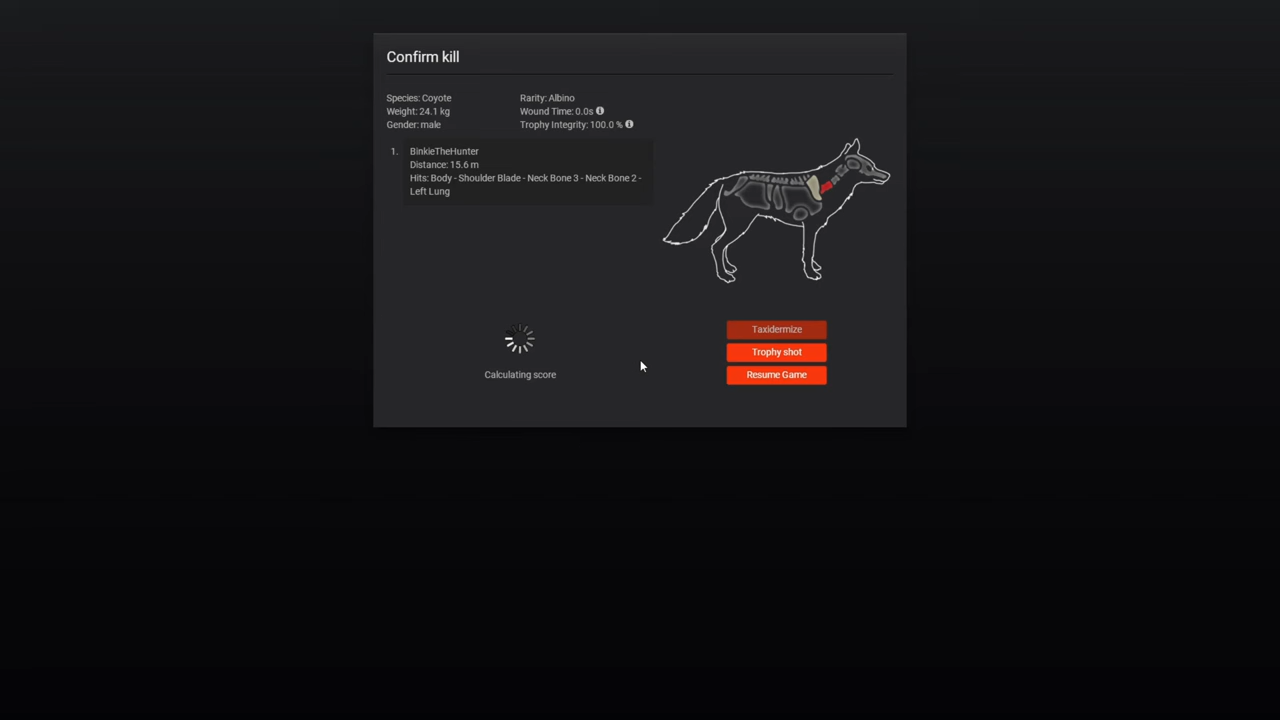 Confirm kill
Species: Coyote
Rarity: Albino
Weight: 24.1 kg
Wound Time: 0.0s
Gender: male
Trophy Integrity: 100.0 %
1.
BinkieTheHunter
Distance: 15.6 m
Hits: Body - Shoulder Blade - Neck Bone 3 - Neck Bone 2 -
Left Lung
Taxidermize
Trophy shot
Resume Game
Calculating score